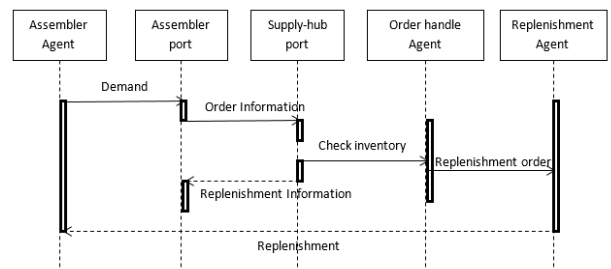 Assembler
Agent
Assembler
port
Supply-hub
port
Order handle
Agent
Replenishment
Agent
Demand
Order Information
Check inventory
Replenishment order
Replenishment Information
Replenishment